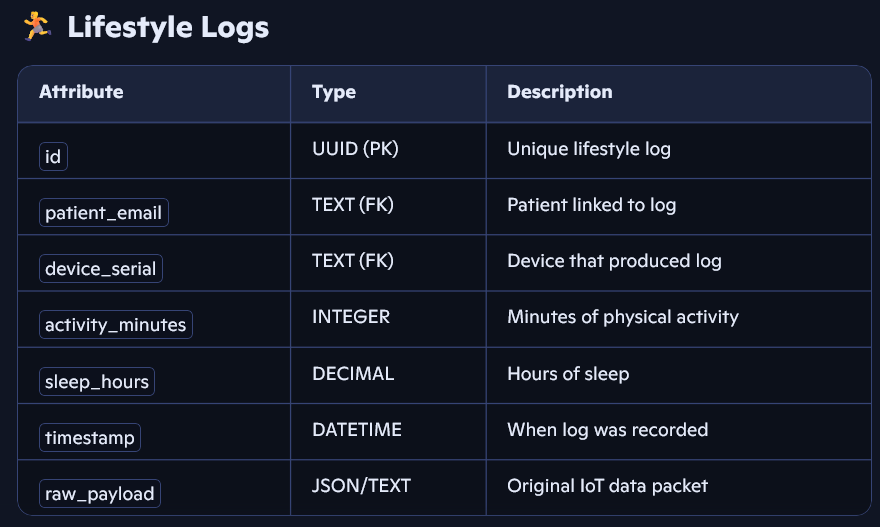 🏃 Lifestyle Logs
Attribute Type Description
id UUID (PK) Unique lifestyle log
patient_email TEXT (FK) Patient linked to log
device_serial TEXT (FK) Device that produced log
activity_minutes INTEGER Minutes of physical activity
sleep_hours DECIMAL Hours of sleep
timestamp DATETIME When log was recorded
raw_payload JSON/TEXT Original IoT data packet